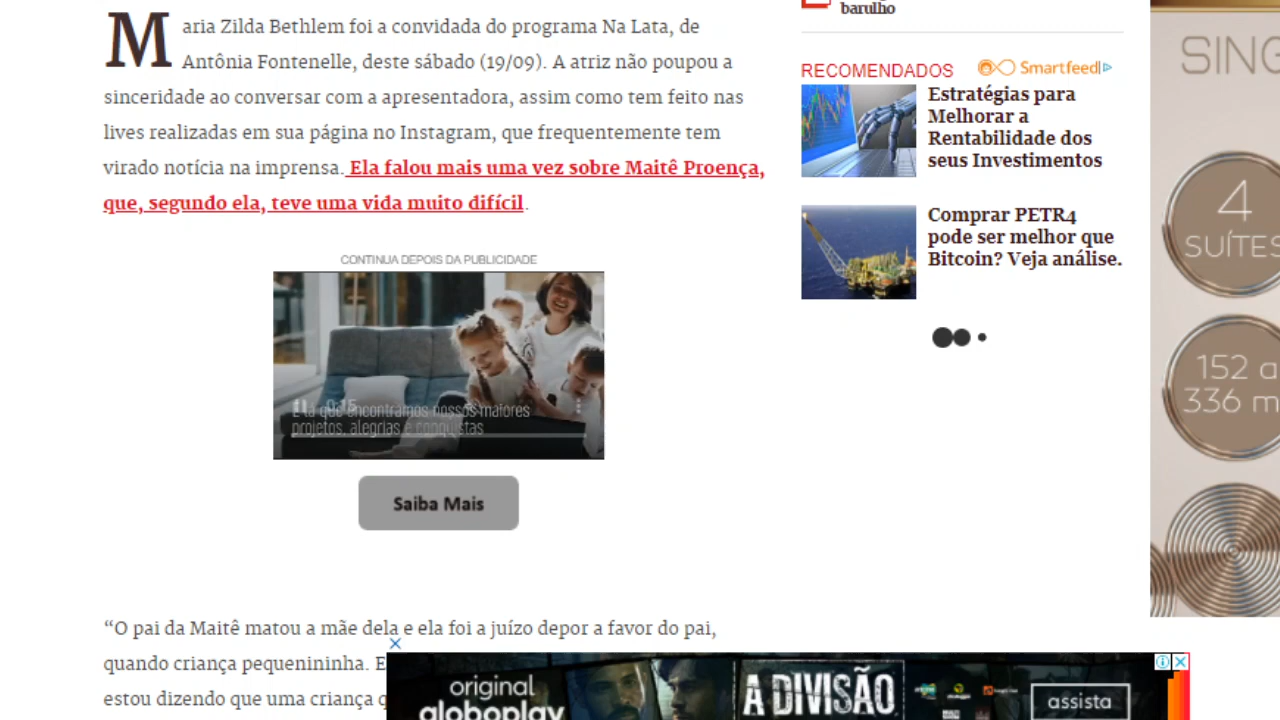 Maria Zilda Bethlem foi a convidada do programa Na Lata, de
Antônia Fontenelle, deste sábado (19/09). A atriz não poupou a
sinceridade ao conversar com a apresentadora, assim como tem feito nas
lives realizadas em sua página no Instagram, que frequentemente tem
virado notícia na imprensa. Ela falou mais uma vez sobre Maitê Proença,
que, segundo ela, teve uma vida muito difícil.
CONTINUA DEPOIS DA PUBLICIDADE
0:15
E lá que encontramos nossos maiores
projetos, alegrias e conquistas
Saiba Mais
“O pai da Maitê matou a mãe dela e ela foi a juízo depor a favor do pai,
quando criança pequenininha. E
estou dizendo que uma criança q
barulho
RECOMENDADOS
Smartfeed
Estratégias para
Melhorar a
Rentabilidade dos
seus Investimentos
Comprar PETR4
pode ser melhor que
Bitcoin? Veja análise.
SING
4
SUÍTES
152 a
336 m
original
globoplay
A DIVISÃO
assista